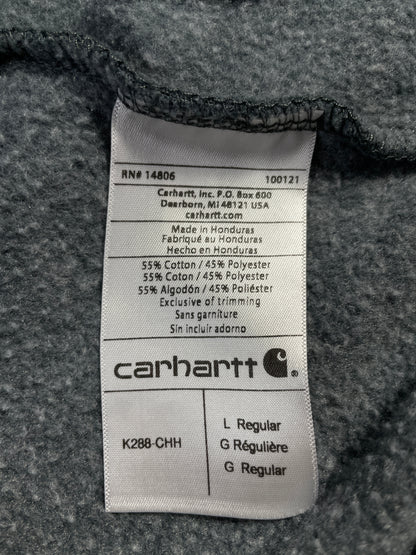 RN# 14806 100121
Carhartt, Inc. P.O. Box 600
Dearborn, MI 48121 USA
carhartt.com
Made in Honduras
Fabriqué au Honduras
Hecho en Honduras
55% Cotton / 45% Polyester
55% Coton / 45% Polyester
55% Algodón / 45% Poliéster
Exclusive of trimming
Sans garniture
Sin incluir adorno
carhartt ®
K288-CHH
L Regular
G Régulière
G Regular